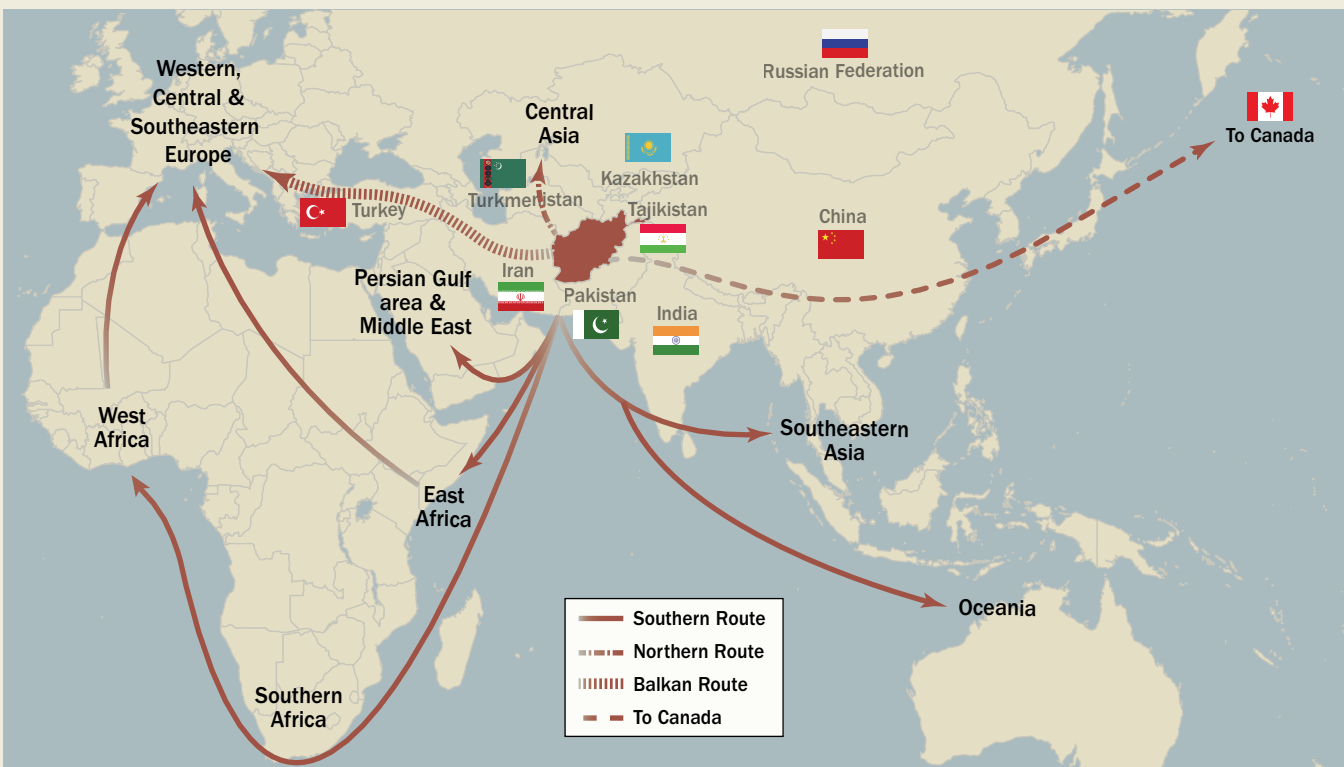 Western,
Central &
Southeastern
Europe
Russian Federation
To Canada
Central
Asia
Kazakhstan
Turkmenistan
Tajikistan
Turkey
China
Iran
Persian Gulf
area &
Middle East
Pakistan
India
West
Africa
Southeastern
Asia
East
Africa
Oceania
Southern
Africa
Southern Route
Northern Route
Balkan Route
To Canada